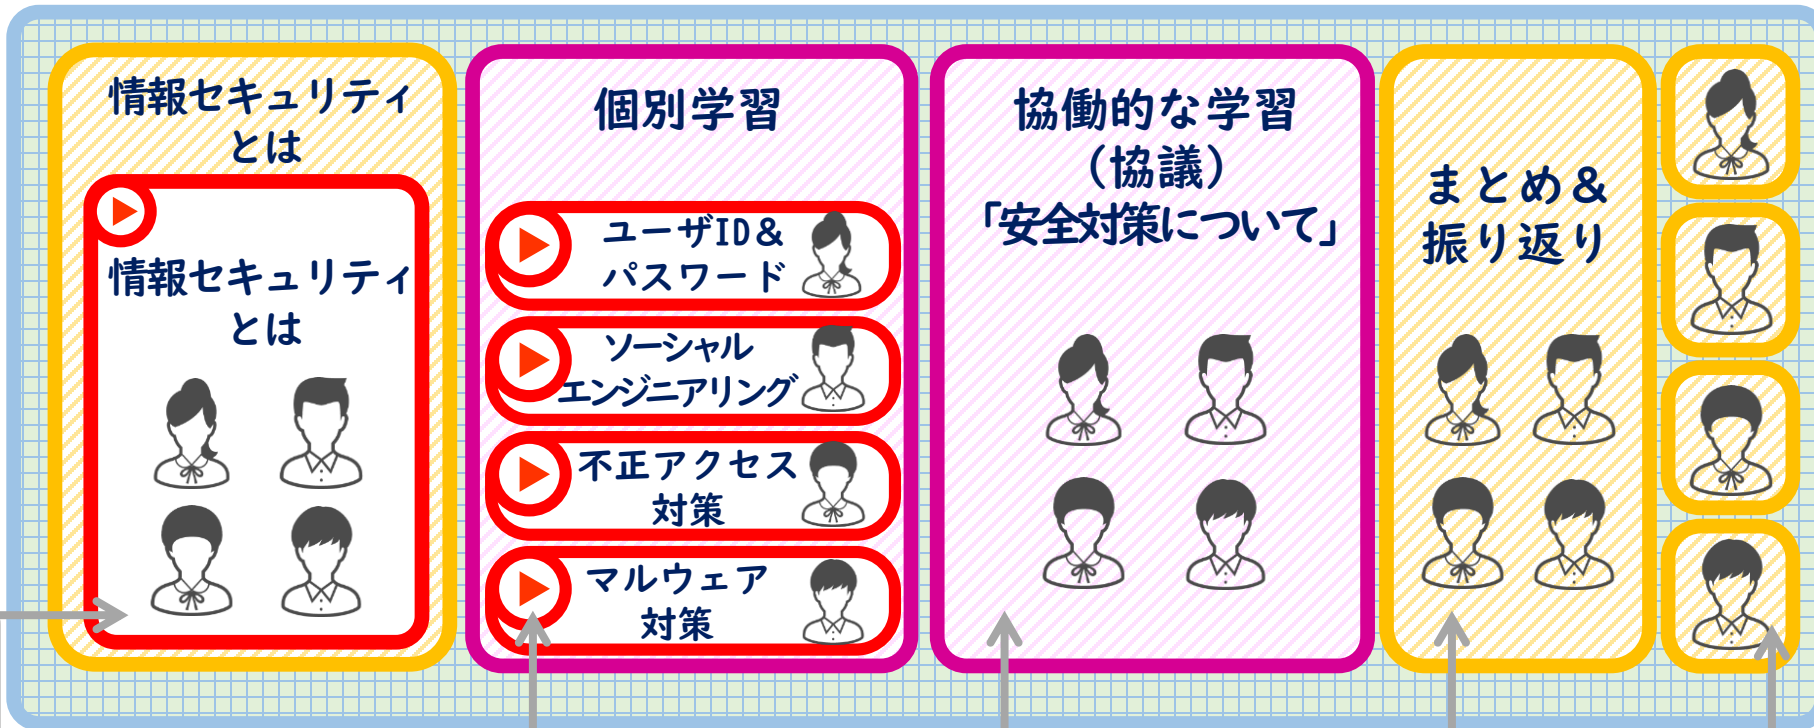 情報セキュリティ
とは
情報セキュリティ
とは
個別学習
ユーザID＆
パスワード
ソーシャル
エンジニアリング
不正アクセス
対策
マルウェア
対策
協働的な学習
（協議）
「安全対策について」
まとめ＆
振り返り